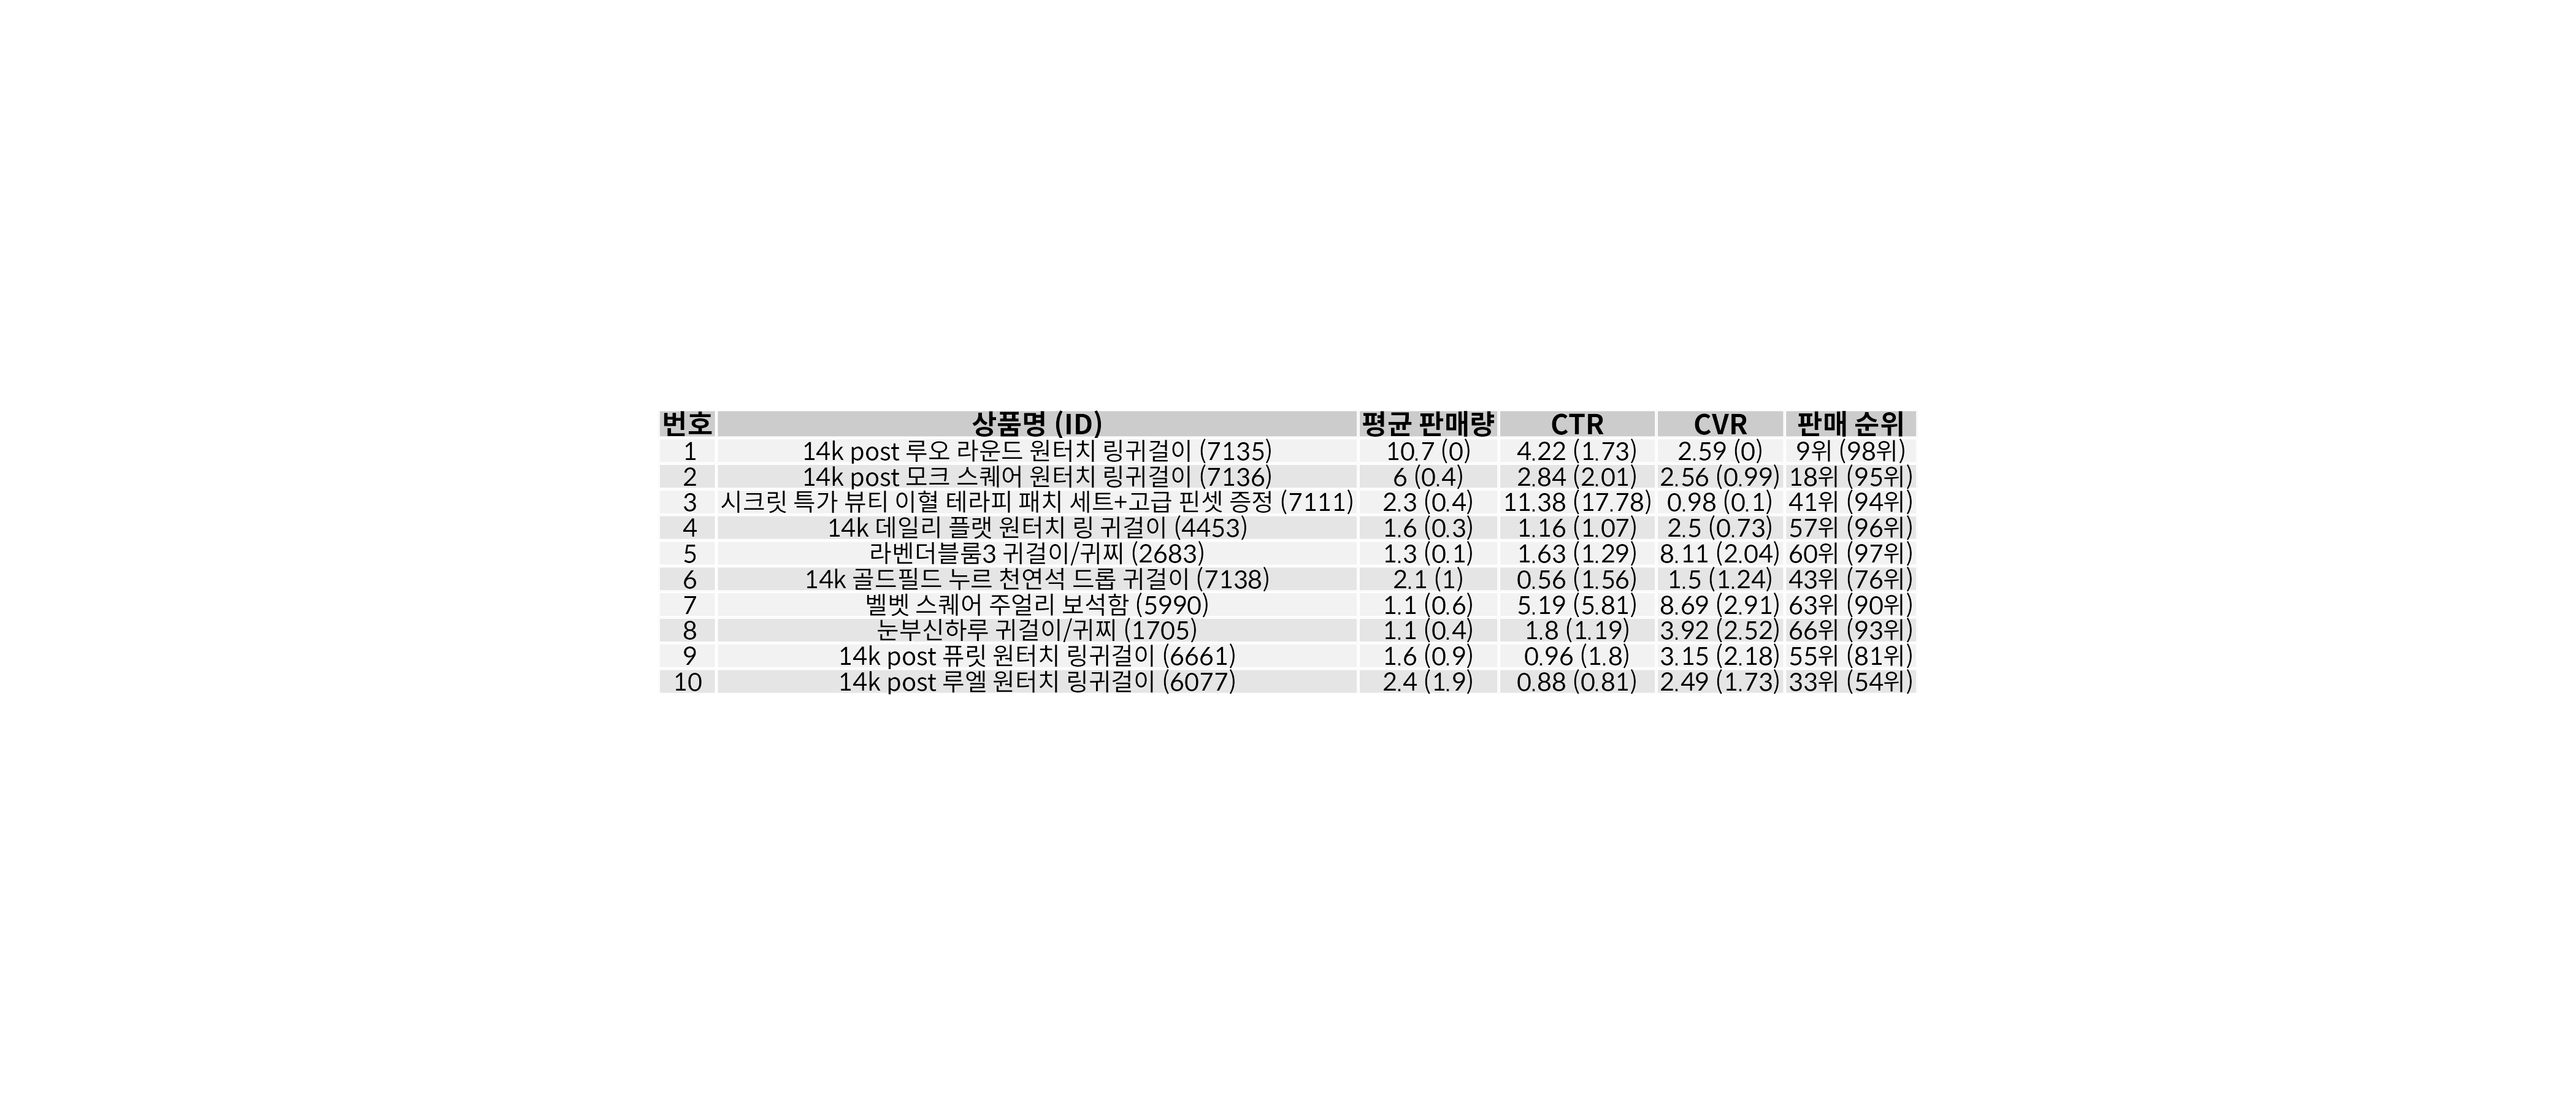 번호 상품명 (ID) 평균 판매량 CTR CVR 판매 순위
1 14k post 루오 라운드 원터치 링귀걸이 (7135) 10.7 (0) 4.22 (1.73) 2.59 (0) 9위 (98위)
2 14k post 모크 스퀘어 원터치 링귀걸이 (7136) 6 (0.4) 2.84 (2.01) 2.56 (0.99) 18위 (95위)
3 시크릿 특가 뷰티 이혈 테라피 패치 세트+고급 핀셋 증정 (7111) 2.3 (0.4) 11.38 (17.78) 0.98 (0.1) 41위 (94위)
4 14k 데일리 플랫 원터치 링 귀걸이 (4453) 1.6 (0.3) 1.16 (1.07) 2.5 (0.73) 57위 (96위)
5 라벤더블룸3 귀걸이/귀찌 (2683) 1.3 (0.1) 1.63 (1.29) 8.11 (2.04) 60위 (97위)
6 14k 골드필드 누르 천연석 드롭 귀걸이 (7138) 2.1 (1) 0.56 (1.56) 1.5 (1.24) 43위 (76위)
7 벨벳 스퀘어 주얼리 보석함 (5990) 1.1 (0.6) 5.19 (5.81) 8.69 (2.91) 63위 (90위)
8 눈부신하루 귀걸이/귀찌 (1705) 1.1 (0.4) 1.8 (1.19) 3.92 (2.52) 66위 (93위)
9 14k post 퓨릿 원터치 링귀걸이 (6661) 1.6 (0.9) 0.96 (1.8) 3.15 (2.18) 55위 (81위)
10 14k post 루엘 원터치 링귀걸이 (6077) 2.4 (1.9) 0.88 (0.81) 2.49 (1.73) 33위 (54위)